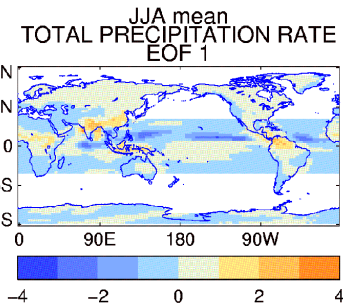 JJA mean
TOTAL PRECIPITATION RATE
EOF 1
N
N
0
S
S
0 90E 180 90W
−4 −2 0 2 4